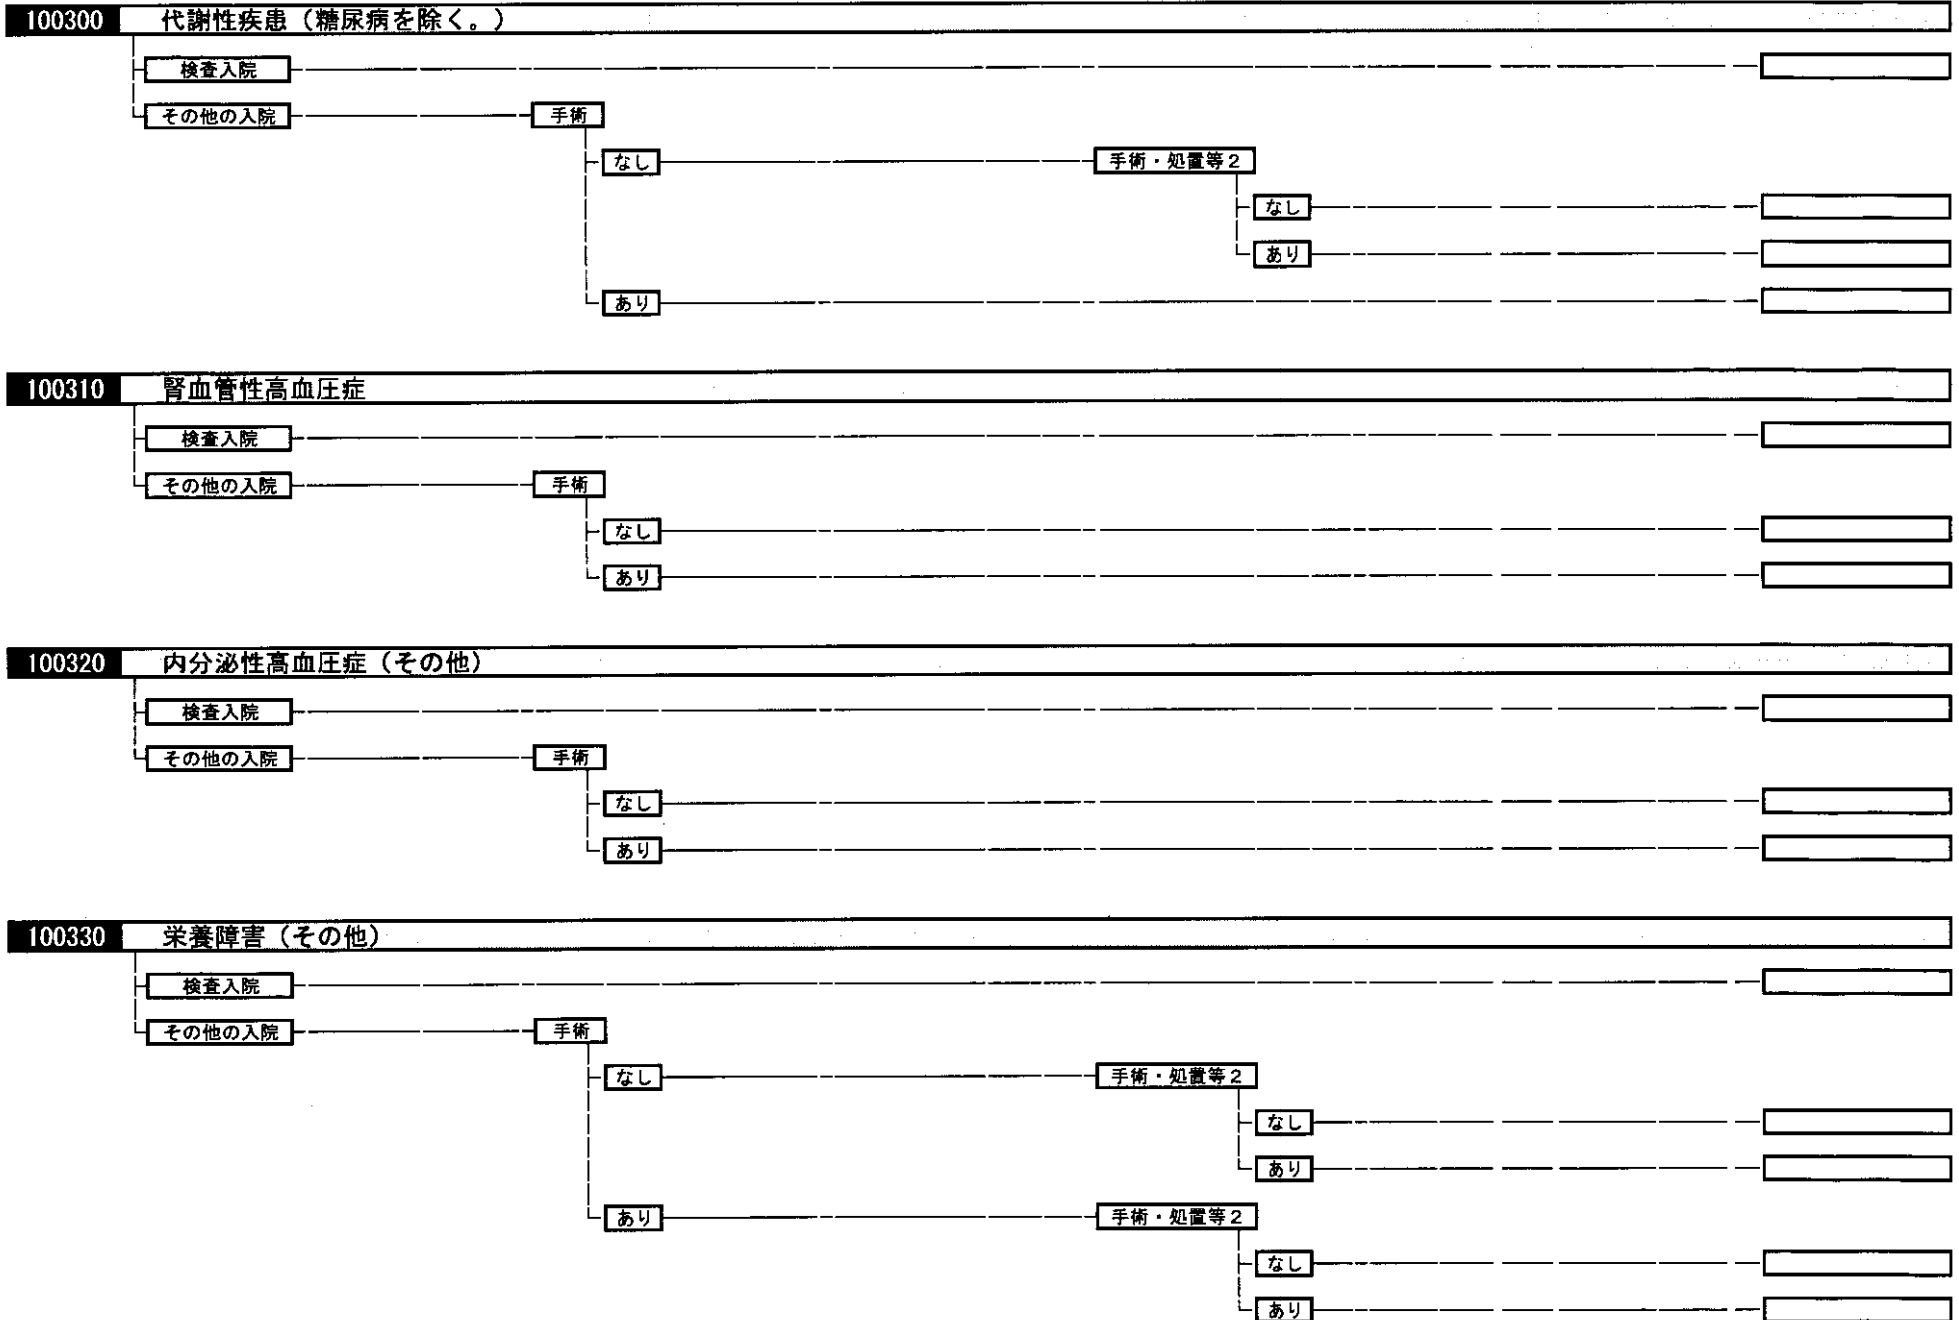 100300 代謝性疾患（糖尿病を除く。）
検査入院
その他の入院 手術
なし 手術・処置等2
なし
あり
あり
100310 腎血管性高血圧症
検査入院
その他の入院 手術
なし
あり
100320 内分泌性高血圧症（その他）
検査入院
その他の入院 手術
なし
あり
100330 栄養障害（その他）
検査入院
その他の入院 手術
なし 手術・処置等2
なし
あり
あり 手術・処置等2
なし
あり